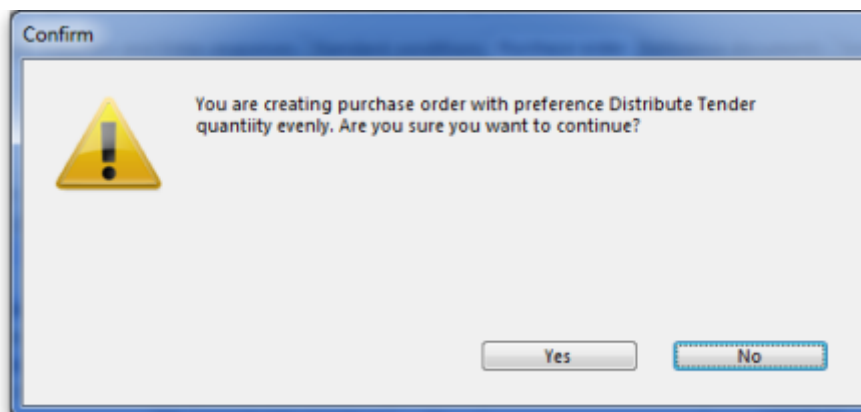 Confirm
You are creating purchase order with preference Distribute Tender
quantiity evenly. Are you sure you want to continue?
Yes
No